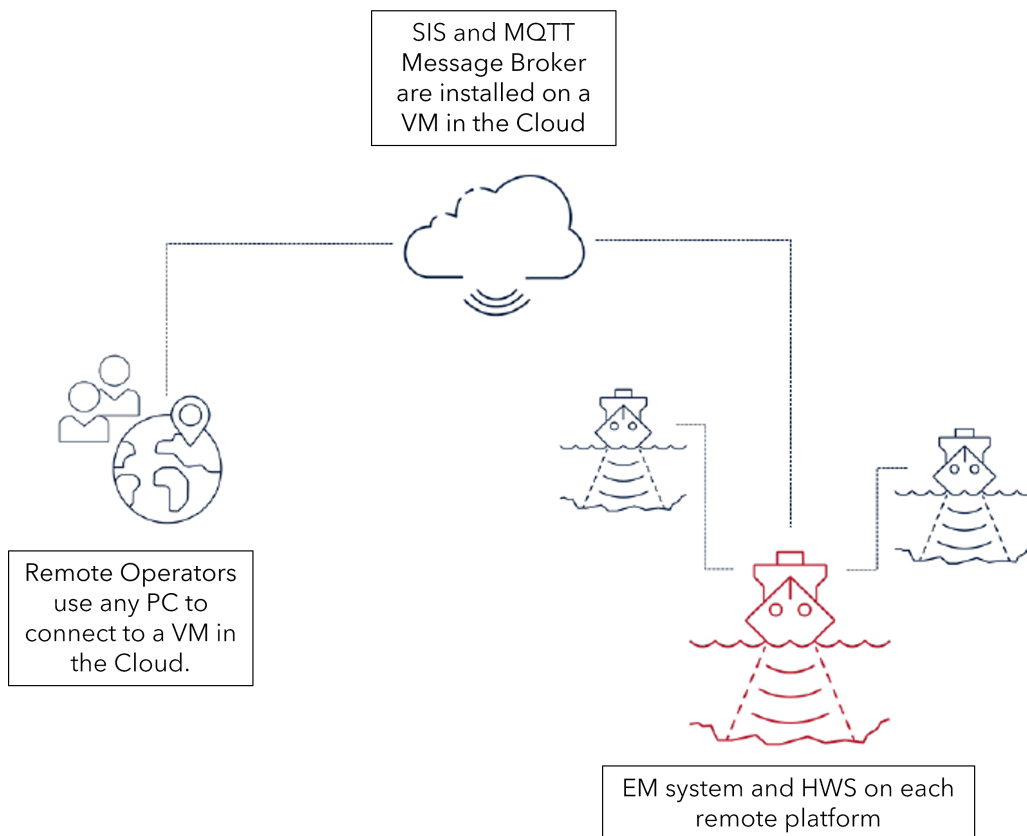 SIS and MQTT
Message Broker
are installed on a
VM in the Cloud
Remote Operators
use any PC to
connect to a VM in
the Cloud.
EM system and HWS on each
remote platform